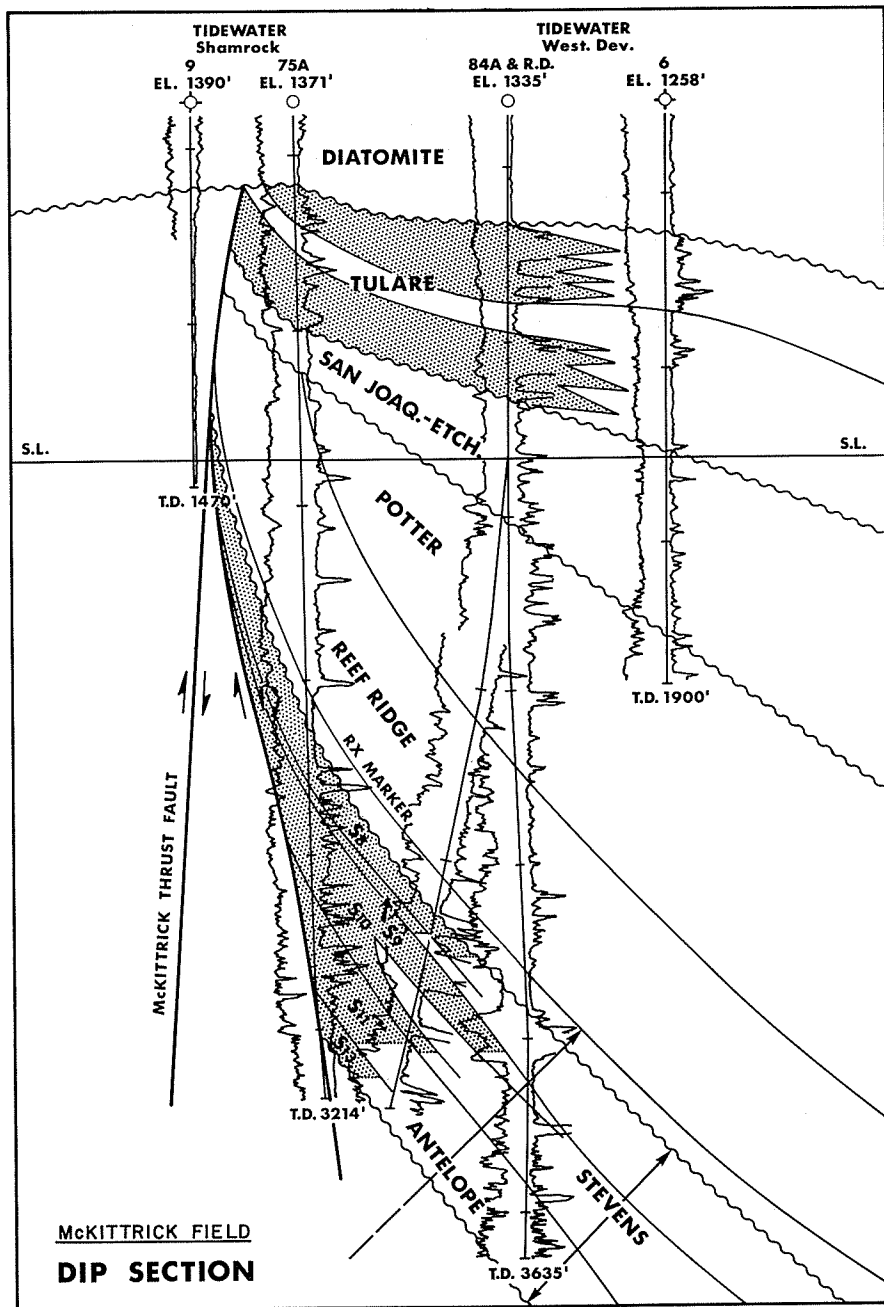 TIDEWATER
Shamrock
TIDEWATER
West. Dev.
9
EL. 1390'
75A
EL. 1371'
84A & R.D.
EL. 1335'
6
EL. 1258'
DIATOMITE
TULARE
SAN JOAQ.-ETCH.
S.L.
S.L.
T.D. 1470'
POTTER
REEF RIDGE
T.D. 1900'
RX MARKER
McKITTRICK THRUST FAULT
S8
S9
S10
S11
T.D. 3214'
ANTELOPE
STEVENS
T.D. 3635'
McKITTRICK FIELD
DIP SECTION